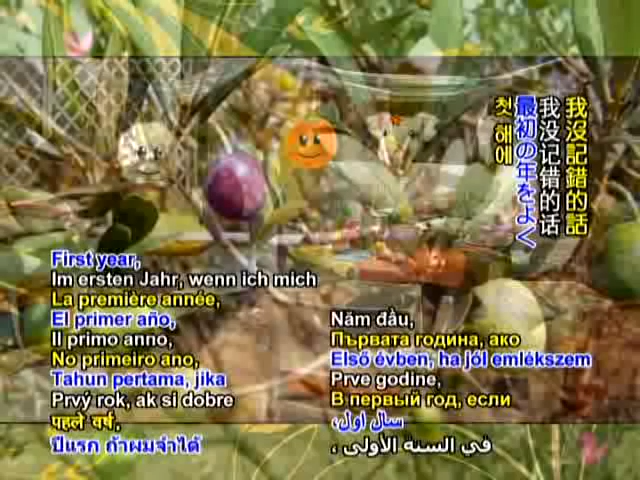 我沒記錯的話
我没记错的话
最初の年をよく
첫 해에
First year,
Im ersten Jahr, wenn ich mich
La première année,
El primer año,
Il primo anno,
No primeiro ano,
Tahun pertama, jika
Prvý rok, ak si dobre
पहले वर्ष,
ปีแรก ถ้าผมจำได้
Năm đầu,
Първата година, ако
Első évben, ha jól emlékszem
Prve godine,
В первый год, если
سال اول،
في السنه الأولى ،